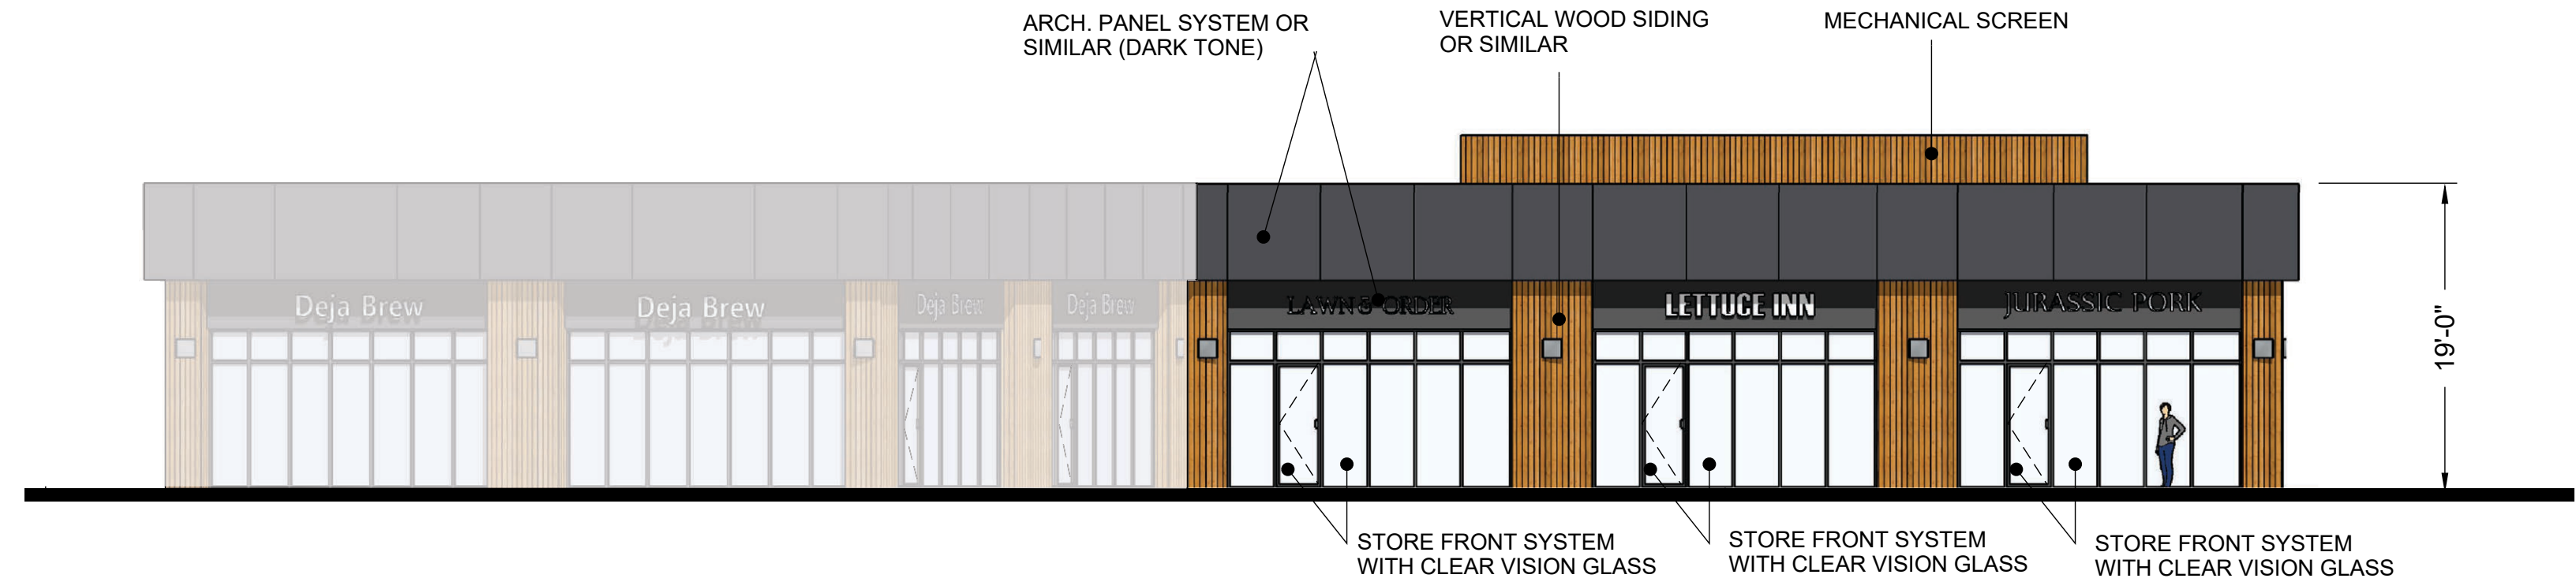 ARCH. PANEL SYSTEM OR
SIMILAR (DARK TONE)
VERTICAL WOOD SIDING
OR SIMILAR
MECHANICAL SCREEN
Deja Brew
Deja Brew
Deja Brew
Deja Brew
LAWN & ORDER
LETTUCE INN
JURASSIC PORK
19'-0"
STORE FRONT SYSTEM
WITH CLEAR VISION GLASS
STORE FRONT SYSTEM
WITH CLEAR VISION GLASS
STORE FRONT SYSTEM
WITH CLEAR VISION GLASS